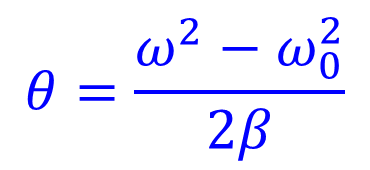 θ = (ω² − ω₀²) / 2β